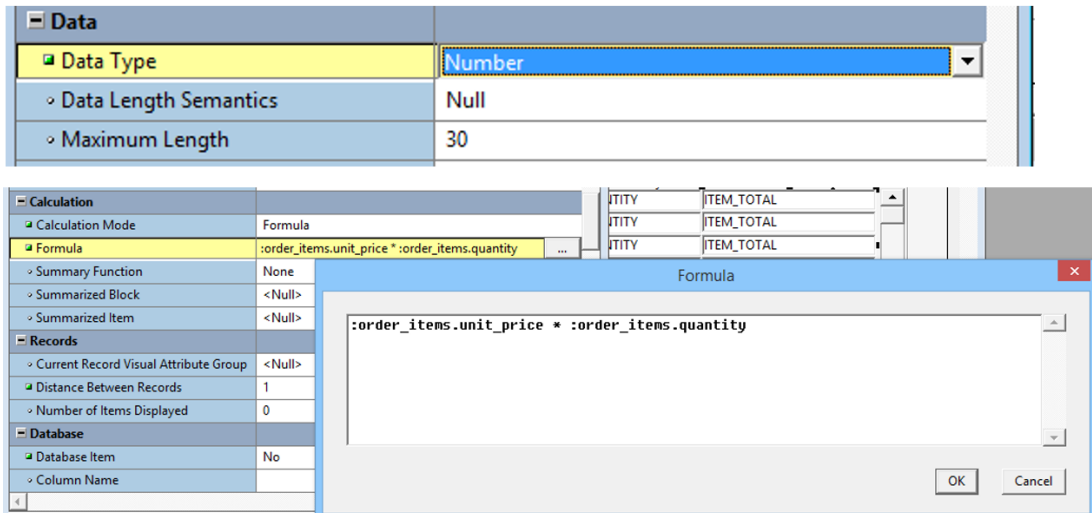 Data
Data Type Number
Data Length Semantics Null
Maximum Length 30
Calculation
Calculation Mode Formula
Formula :order_items.unit_price * :order_items.quantity ...
Summary Function None
Summarized Block <Null>
Summarized Item <Null>
Records
Current Record Visual Attribute Group <Null>
Distance Between Records 1
Number of Items Displayed 0
Database
Database Item No
Column Name
NTITY ITEM_TOTAL
NTITY ITEM_TOTAL
NTITY ITEM_TOTAL
Formula
:order_items.unit_price * :order_items.quantity
OK Cancel